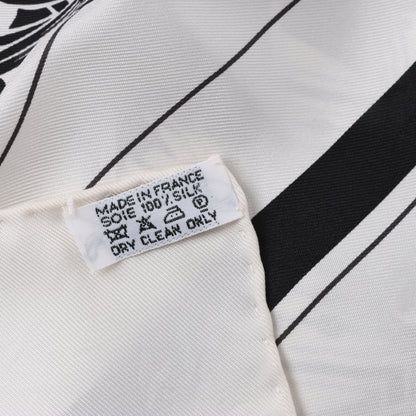 MADE IN FRANCE
SOIE 100% SILK
DRY CLEAN ONLY